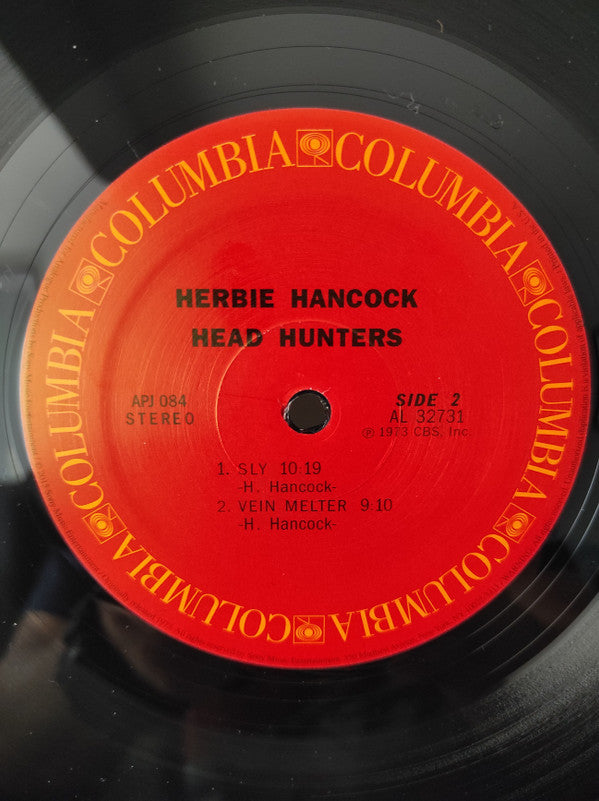 COLUMBIA COLUMBIA COLUMBIA COLUMBIA COLUMBIA COLUMBIA COLUMBIA COLUMBIA
HERBIE HANCOCK
HEAD HUNTERS
APJ 084
STEREO
SIDE 2
AL 32731
℗ 1973 CBS, Inc.
1. SLY 10:19
-H. Hancock-
2. VEIN MELTER 9:10
-H. Hancock-